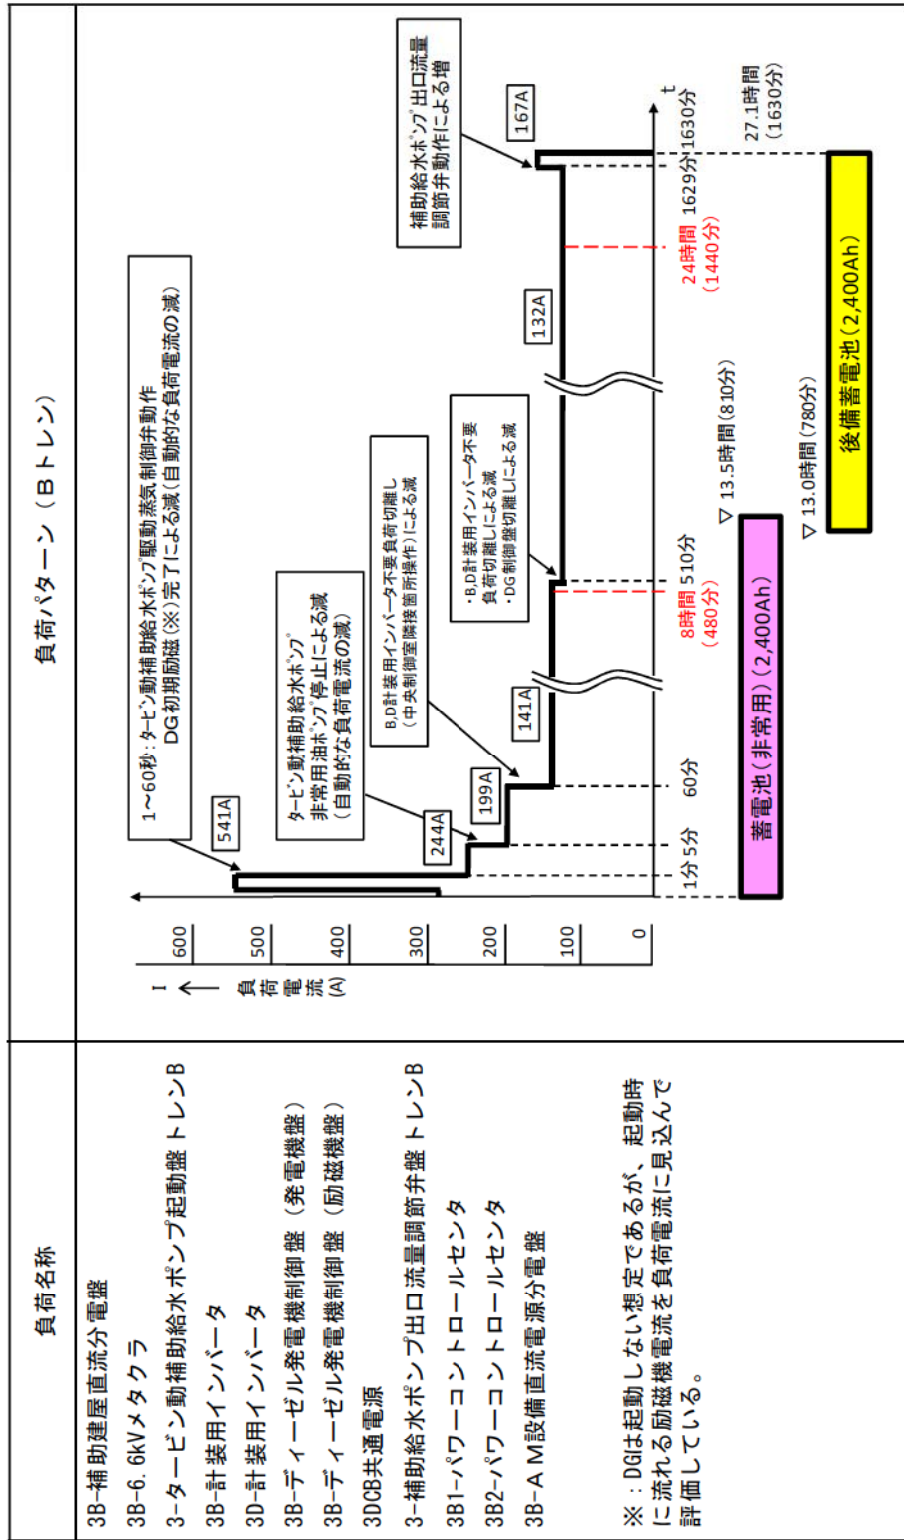 負荷名称
3B-補助建屋直流分電盤
3B-6.6kVメタクラ
3-タービン動補助給水ポンプ起動盤トレンB
3B-計装用インバータ
3D-計装用インバータ
3B-ディーゼル発電機制御盤（発電機盤）
3B-ディーゼル発電機制御盤（励磁機盤）
3DCB共通電源
3-補助給水ポンプ出口流量調節弁盤トレンB
3B1-パワーコントロールセンタ
3B2-パワーコントロールセンタ
3B-ＡＭ設備直流電源分電盤
※：DGは起動しない想定であるが、起動時
に流れる励磁機電流を負荷電流に見込んで
評価している。
負荷パターン（Ｂトレン）
I
負荷電流
(A)
600
500
400
300
200
100
0
1～60秒：タービン動補助給水ポンプ駆動蒸気制御弁動作
DG初期励磁(※)完了による減(自動的な負荷電流の減)
541A
タービン動補助給水ポンプ
非常用油ポンプ停止による減
(自動的な負荷電流の減)
244A
B,D計装用インバータ不要負荷切離し
(中央制御室隣接箇所操作)による減
199A
・B,D計装用インバータ不要
負荷切離しによる減
・DG制御盤切離しによる減
141A
132A
補助給水ポンプ出口流量
調節弁動作による増
167A
t
1分
5分
60分
8時間
(480分)
510分
24時間
(1440分)
1629分
1630分
27.1時間
(1630分)
▽13.5時間(810分)
蓄電池(非常用)(2,400Ah)
▽13.0時間(780分)
後備蓄電池(2,400Ah)